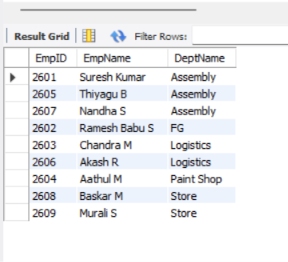 Result Grid Filter Rows:
EmpID EmpName DeptName
2601 Suresh Kumar Assembly
2605 Thiyagu B Assembly
2607 Nandha S Assembly
2602 Ramesh Babu S FG
2603 Chandra M Logistics
2606 Akash R Logistics
2604 Aathul M Paint Shop
2608 Baskar M Store
2609 Murali S Store